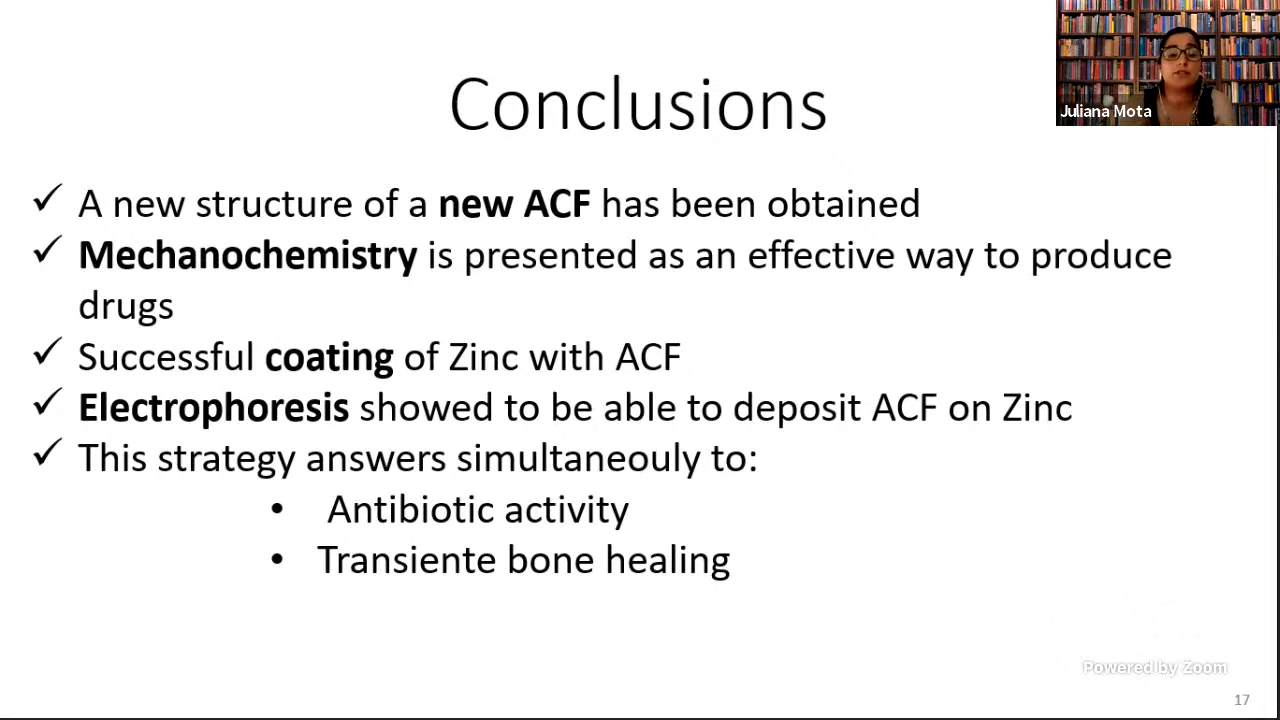 Juliana Mota
Conclusions
✓ A new structure of a new ACF has been obtained
✓ Mechanochemistry is presented as an effective way to produce
drugs
✓ Successful coating of Zinc with ACF
✓ Electrophoresis showed to be able to deposit ACF on Zinc
✓ This strategy answers simultaneouly to:
• Antibiotic activity
• Transiente bone healing
Powered by Zoom
17